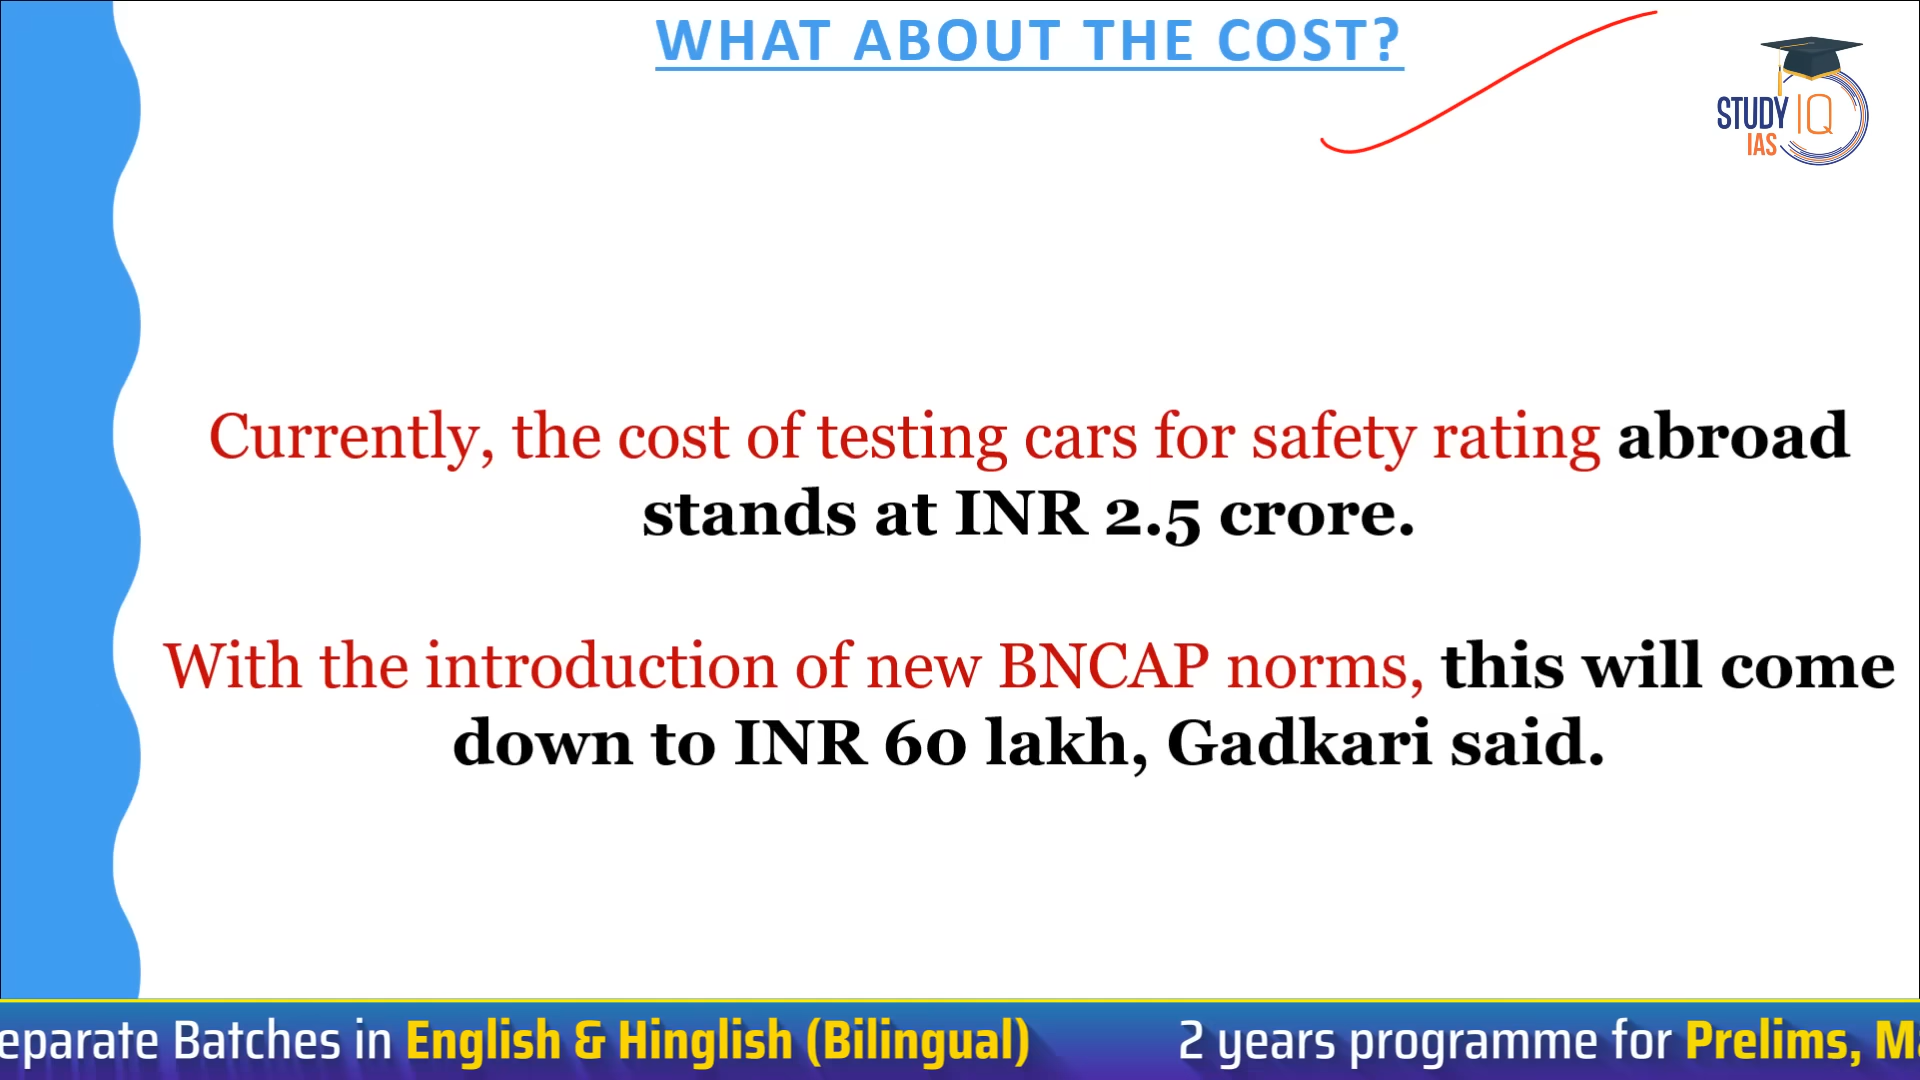 WHAT ABOUT THE COST?
STUDY IQ
IAS
Currently, the cost of testing cars for safety rating abroad
stands at INR 2.5 crore.
With the introduction of new BNCAP norms, this will come
down to INR 60 lakh, Gadkari said.
eparate Batches in English & Hinglish (Bilingual) 2 years programme for Prelims, Ma